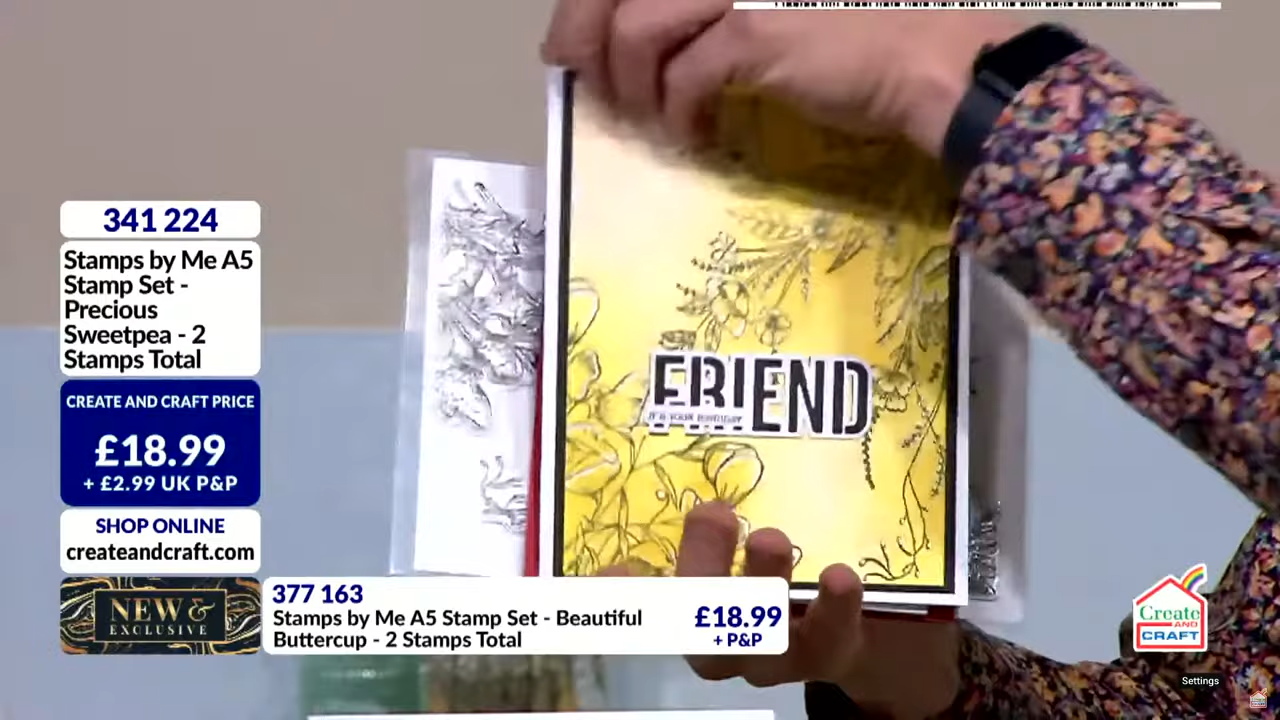 341 224
Stamps by Me A5
Stamp Set -
Precious
Sweetpea - 2
Stamps Total
CREATE AND CRAFT PRICE
£18.99
+ £2.99 UK P&P
SHOP ONLINE
createandcraft.com
NEW &
EXCLUSIVE
377 163
Stamps by Me A5 Stamp Set - Beautiful
Buttercup - 2 Stamps Total
£18.99
+ P&P
FRIEND
Create
AND
CRAFT
Settings